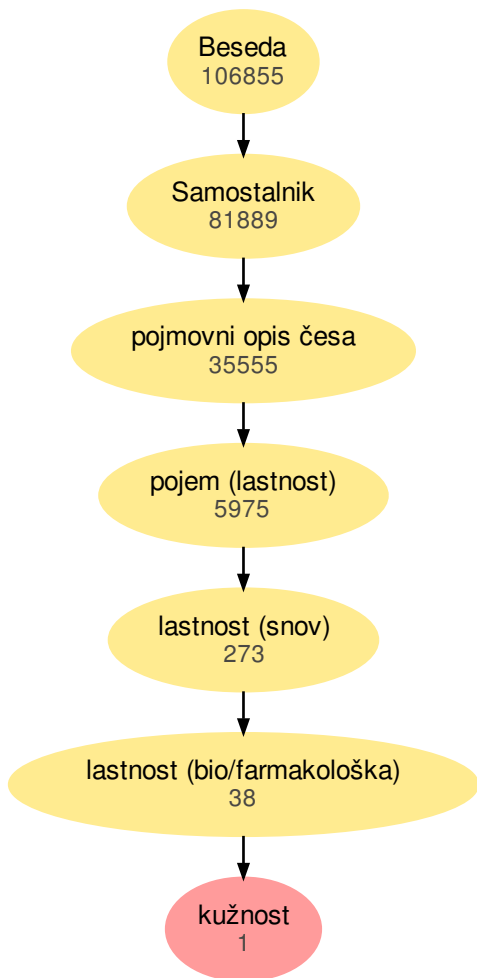 Beseda
106855
Samostalnik
81889
pojmovni opis česa
35555
pojem (lastnost)
5975
lastnost (snov)
273
lastnost (bio/farmakološka)
38
kužnost
1